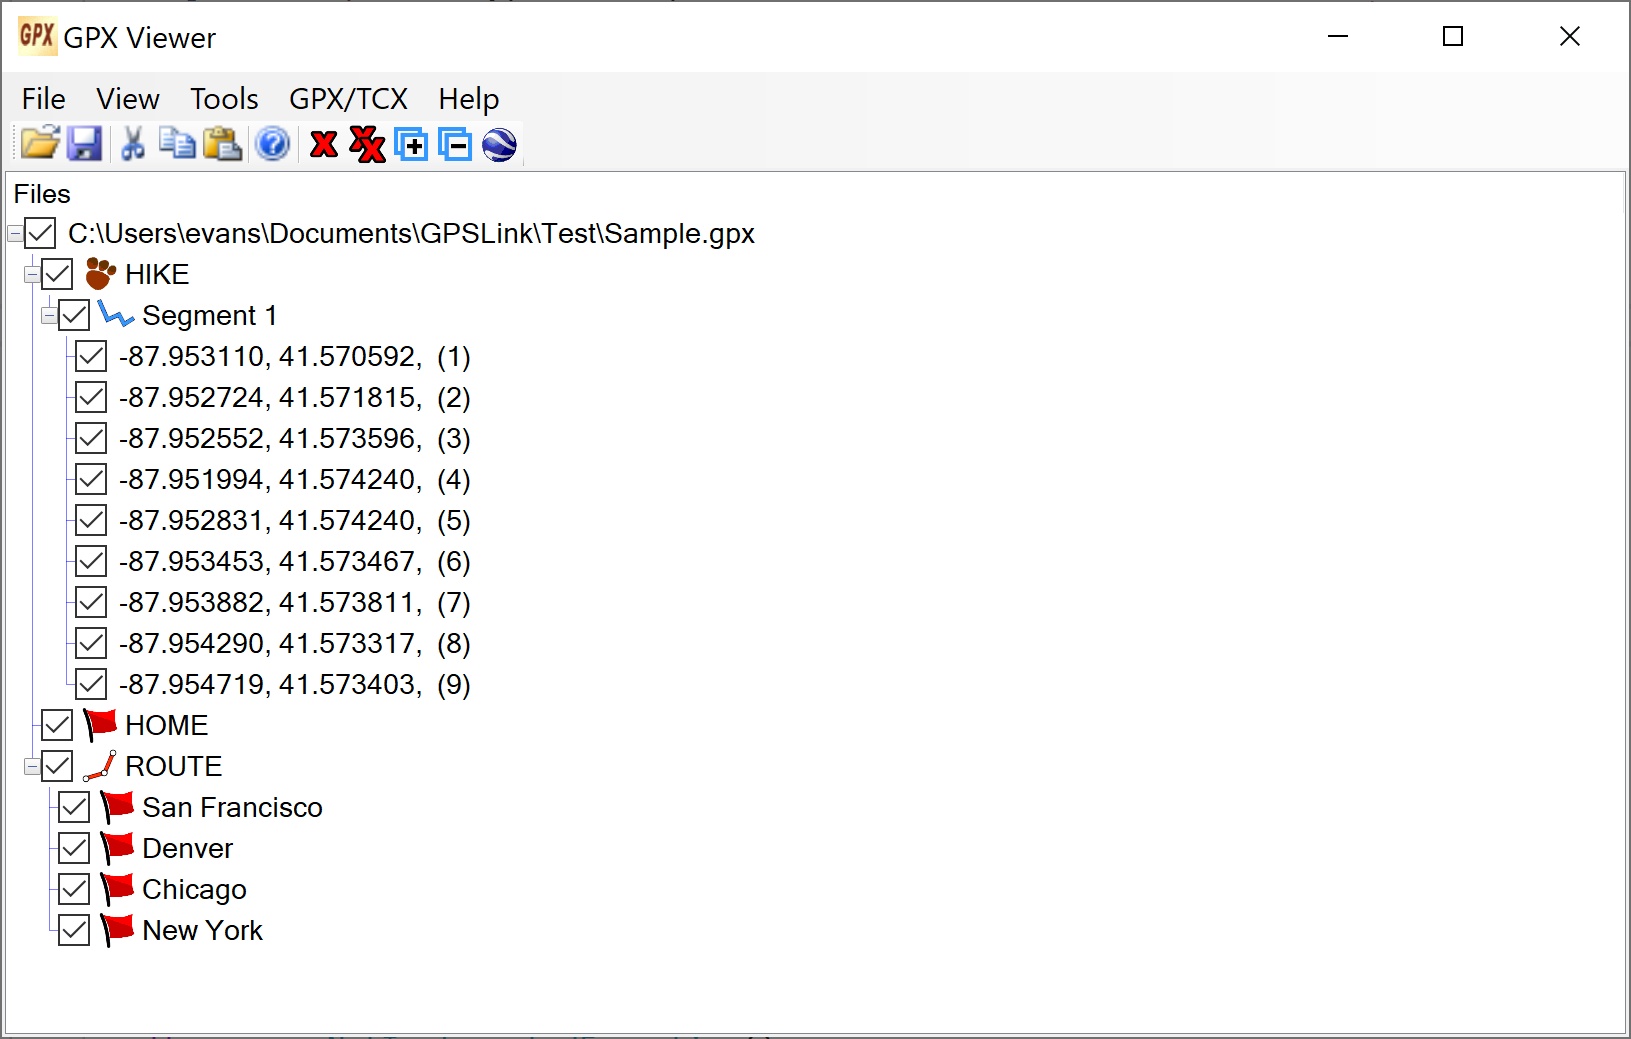 GPX GPX Viewer
File View Tools GPX/TCX Help
Files
C:\Users\evans\Documents\GPSLink\Test\Sample.gpx
HIKE
Segment 1
-87.953110, 41.570592, (1)
-87.952724, 41.571815, (2)
-87.952552, 41.573596, (3)
-87.951994, 41.574240, (4)
-87.952831, 41.574240, (5)
-87.953453, 41.573467, (6)
-87.953882, 41.573811, (7)
-87.954290, 41.573317, (8)
-87.954719, 41.573403, (9)
HOME
ROUTE
San Francisco
Denver
Chicago
New York